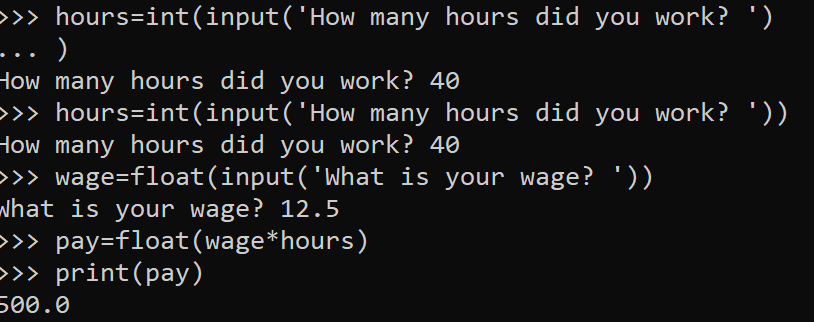 >>> hours=int(input('How many hours did you work? ')
... )
How many hours did you work? 40
>>> hours=int(input('How many hours did you work? '))
How many hours did you work? 40
>>> wage=float(input('What is your wage? '))
What is your wage? 12.5
>>> pay=float(wage*hours)
>>> print(pay)
500.0